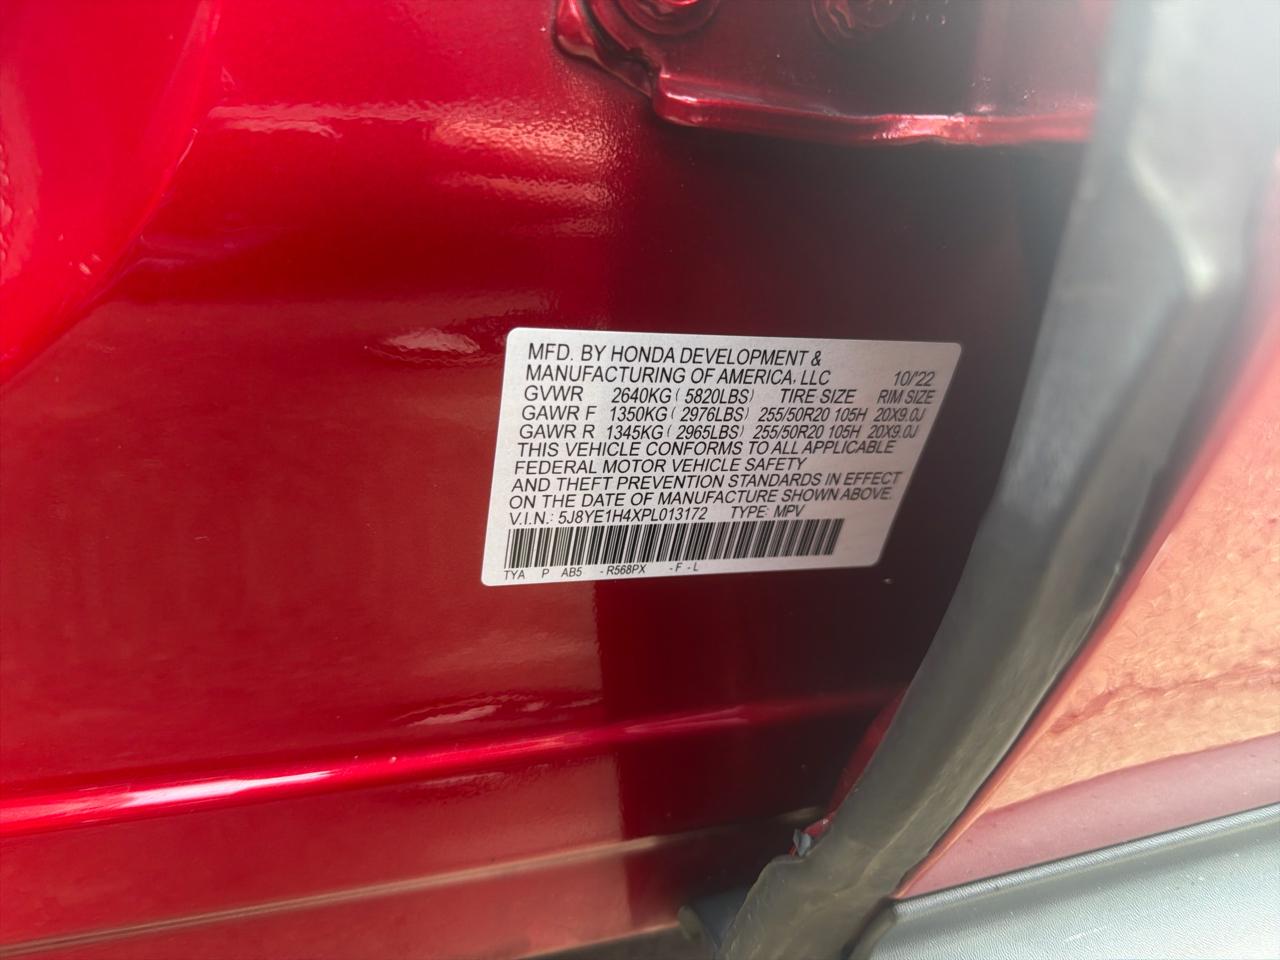 MFD. BY HONDA DEVELOPMENT &
MANUFACTURING OF AMERICA, LLC 10/'22
GVWR 2640KG ( 5820LBS) TIRE SIZE RIM SIZE
GAWR F 1350KG ( 2976LBS) 255/50R20 105H 20X9.0J
GAWR R 1345KG ( 2965LBS) 255/50R20 105H 20X9.0J
THIS VEHICLE CONFORMS TO ALL APPLICABLE
FEDERAL MOTOR VEHICLE SAFETY
AND THEFT PREVENTION STANDARDS IN EFFECT
ON THE DATE OF MANUFACTURE SHOWN ABOVE.
V.I.N.: 5J8YE1H4XPL013172 TYPE: MPV
TYA P AB5 -R568PX -F-L